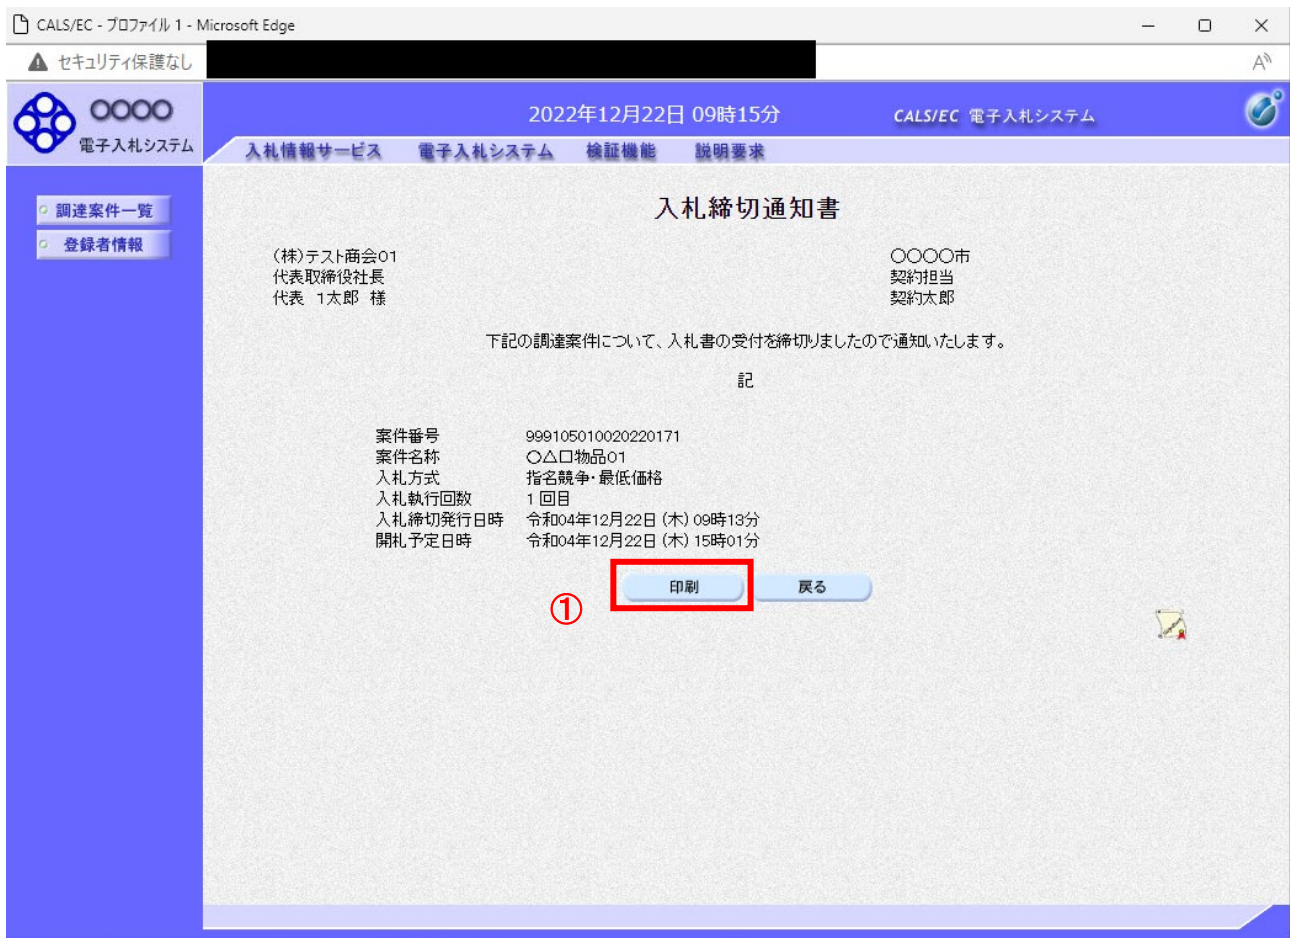 CALS/EC - プロファイル 1 - Microsoft Edge
セキュリティ保護なし
○○○○
電子入札システム
2022年12月22日 09時15分
CALS/EC 電子入札システム
入札情報サービス 電子入札システム 検証機能 説明要求
調達案件一覧
登録者情報
入札締切通知書
(株)テスト商会01
代表取締役社長
代表 1太郎 様
○○○○市
契約担当
契約太郎
下記の調達案件について、入札書の受付を締切りましたので通知いたします。
記
案件番号 999105010020220171
案件名称 ○△口物品01
入札方式 指名競争・最低価格
入札執行回数 1 回目
入札締切発行日時 令和04年12月22日 (木) 09時13分
開札予定日時 令和04年12月22日 (木) 15時01分
① 印刷 戻る